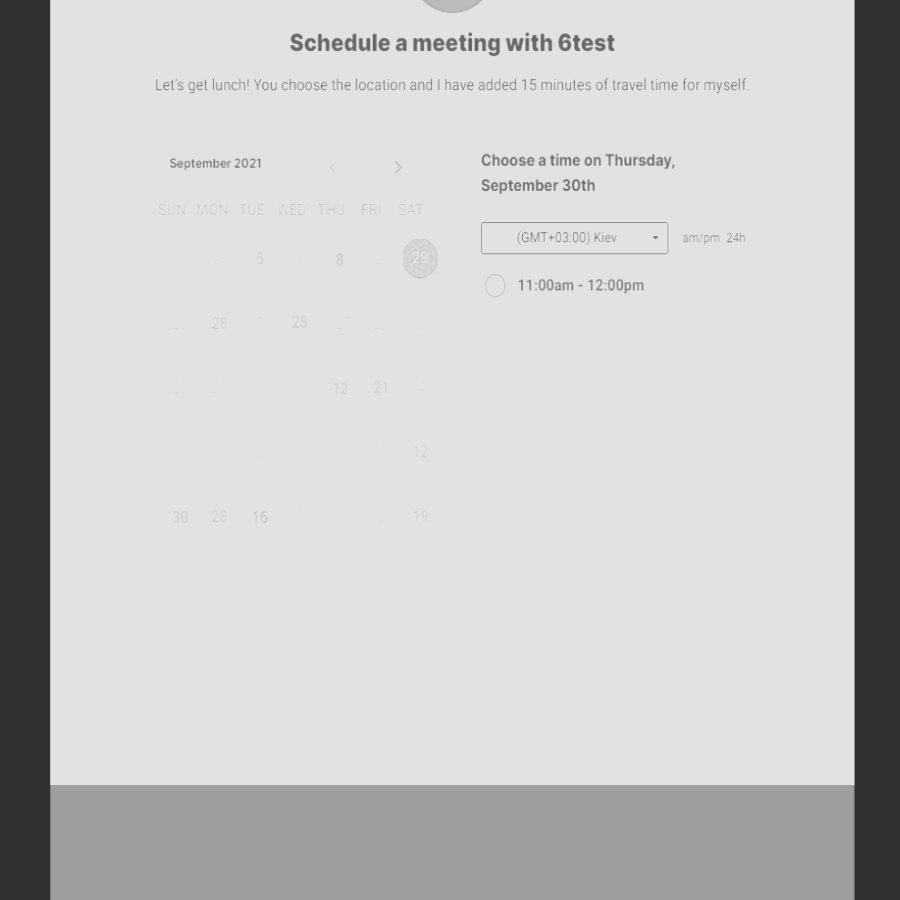 Schedule a meeting with 6test
Let's get lunch! You choose the location and I have added 15 minutes of travel time for myself.
September 2021
SUN MON TUE WED THU FRI SAT
5 8 29
28 25
12 21
12
30 28 16 19
Choose a time on Thursday,
September 30th
(GMT+03:00) Kiev am/pm 24h
11:00am - 12:00pm